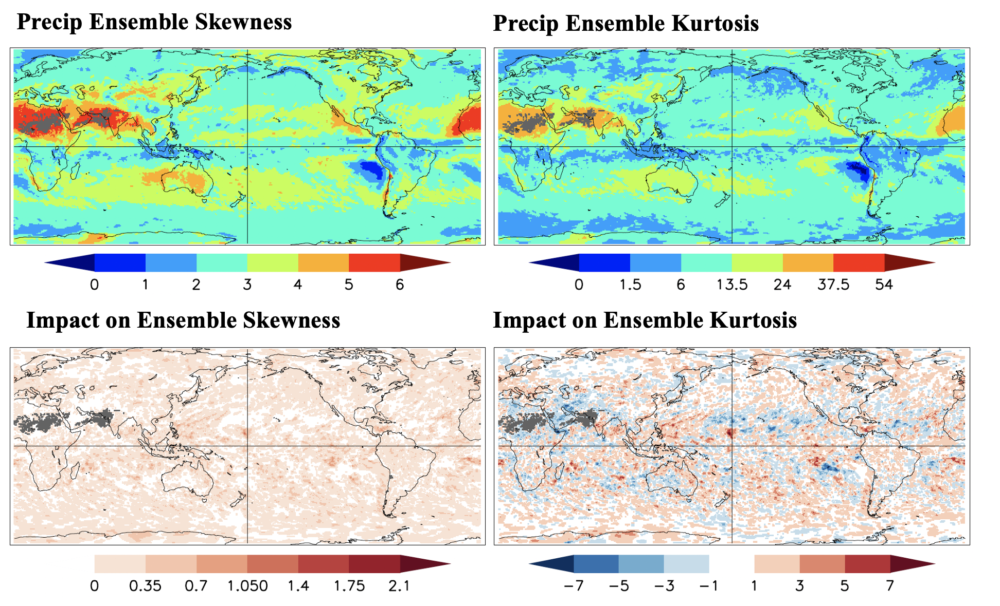 Precip Ensemble Skewness
Precip Ensemble Kurtosis
0 1 2 3 4 5 6
0 1.5 6 13.5 24 37.5 54
Impact on Ensemble Skewness
Impact on Ensemble Kurtosis
0 0.35 0.7 1.050 1.4 1.75 2.1
−7 −5 −3 −1 1 3 5 7